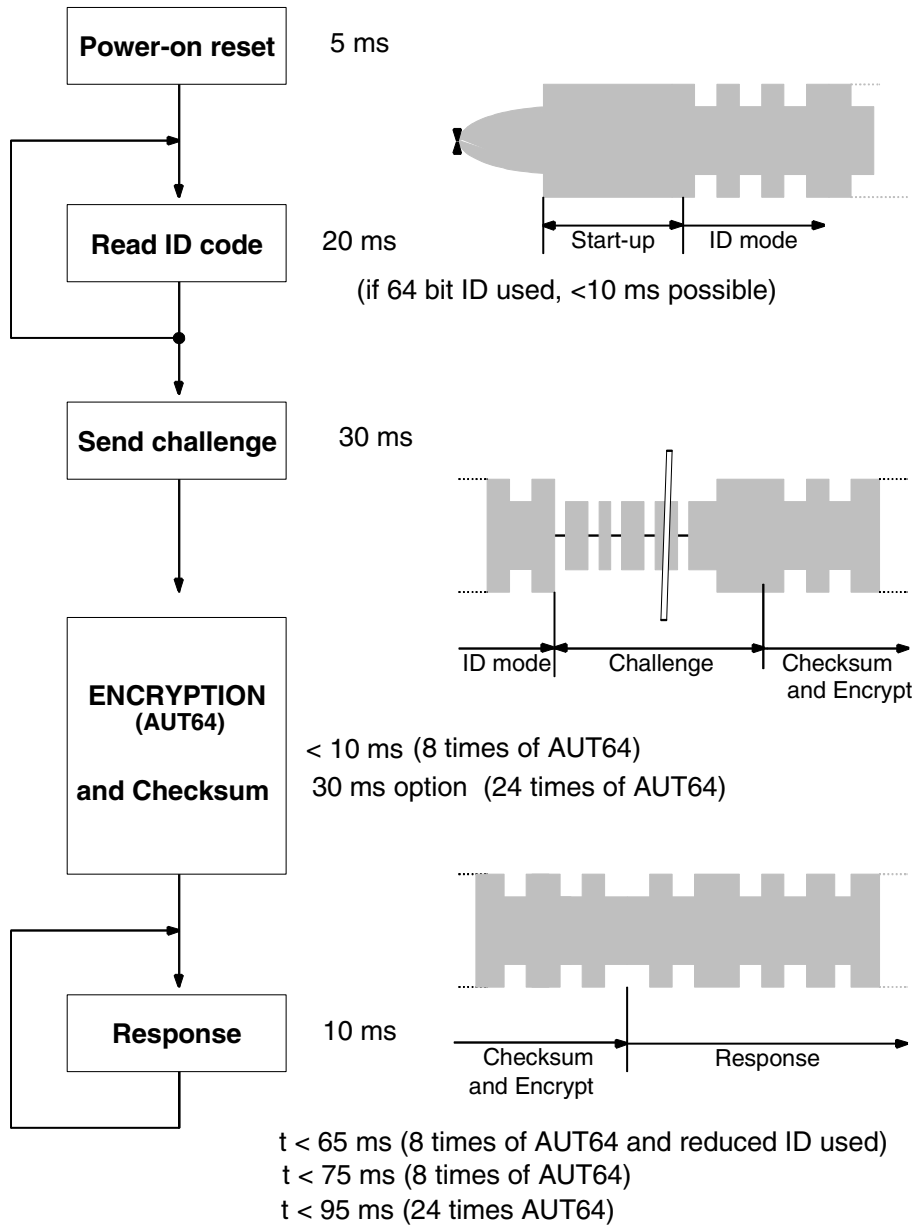 Power-on reset
5 ms
Read ID code
20 ms
Start-up
ID mode
(if 64 bit ID used, <10 ms possible)
Send challenge
30 ms
ID mode
Challenge
Checksum
and Encrypt
ENCRYPTION
(AUT64)
and Checksum
< 10 ms (8 times of AUT64)
30 ms option (24 times of AUT64)
Response
10 ms
Checksum
and Encrypt
Response
t < 65 ms (8 times of AUT64 and reduced ID used)
t < 75 ms (8 times of AUT64)
t < 95 ms (24 times AUT64)